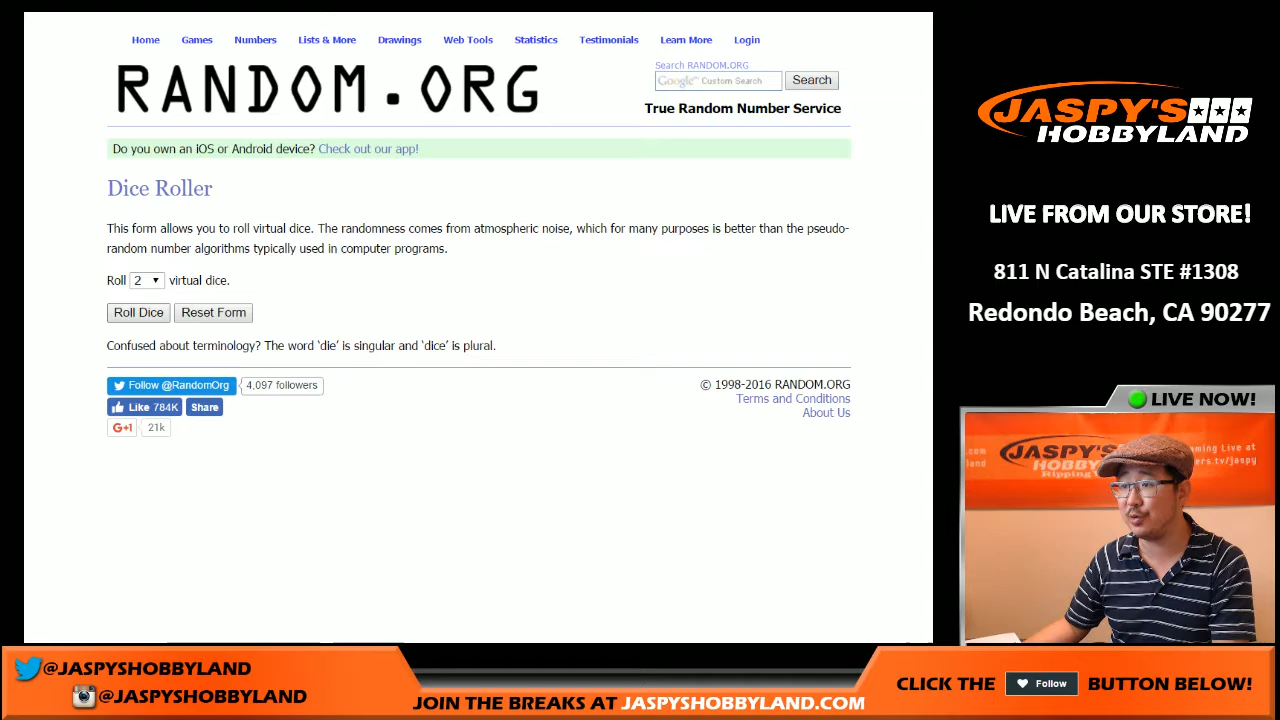 Home Games Numbers Lists & More Drawings Web Tools Statistics Testimonials Learn More Login
RANDOM.ORG
Search RANDOM.ORG
Google™ Custom Search Search
True Random Number Service
Do you own an iOS or Android device? Check out our app!
Dice Roller
This form allows you to roll virtual dice. The randomness comes from atmospheric noise, which for many purposes is better than the pseudo-
random number algorithms typically used in computer programs.
Roll 2 virtual dice.
Roll Dice Reset Form
Confused about terminology? The word ‘die’ is singular and ‘dice’ is plural.
Follow @RandomOrg 4,097 followers
Like 784K Share
G+1 21k
© 1998-2016 RANDOM.ORG
Terms and Conditions
About Us
JASPY'S
HOBBYLAND
LIVE FROM OUR STORE!
811 N Catalina STE #1308
Redondo Beach, CA 90277
LIVE NOW!
JASPY'S
HOBBYLAND
@JASPYSHOBBYLAND
@JASPYSHOBBYLAND
JOIN THE BREAKS AT JASPYSHOBBYLAND.COM
CLICK THE Follow BUTTON BELOW!